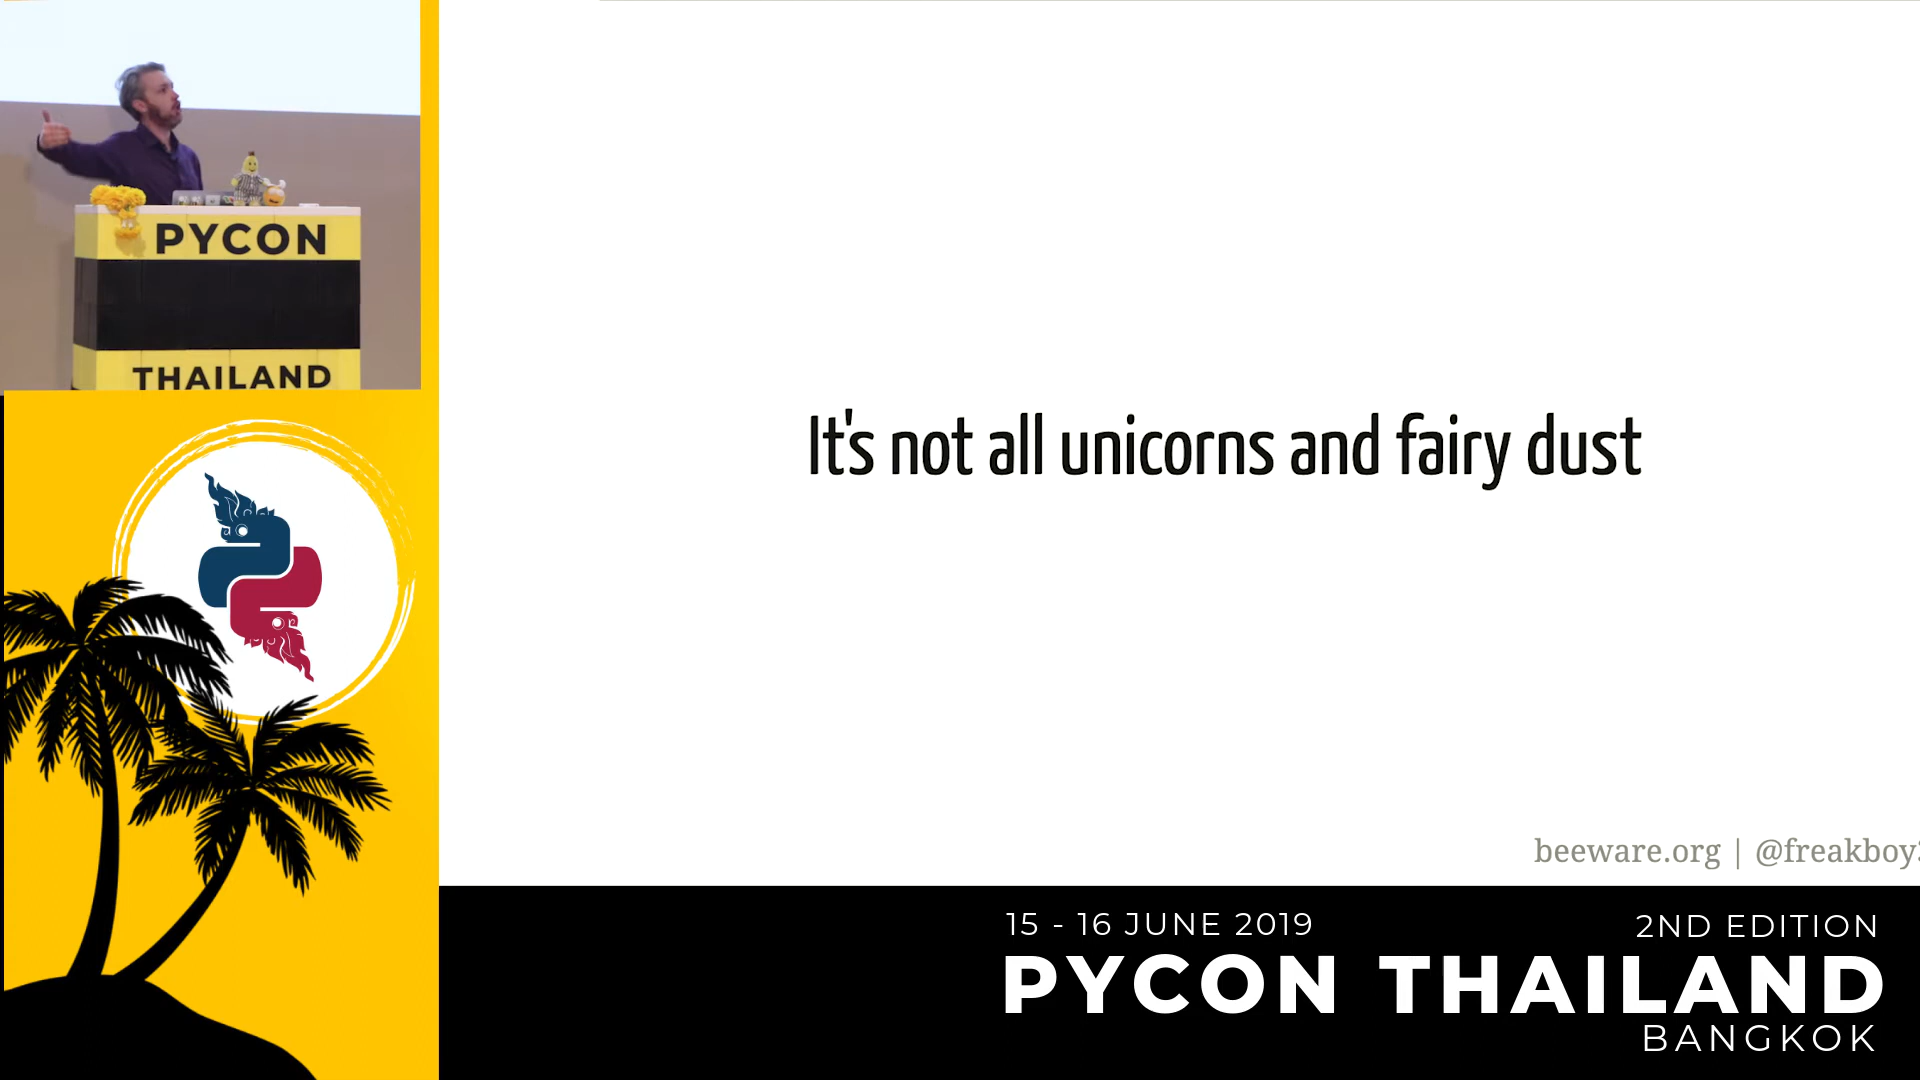 PYCON
THAILAND
It's not all unicorns and fairy dust
beeware.org | @freakboy
15 - 16 JUNE 2019
2ND EDITION
PYCON THAILAND
BANGKOK